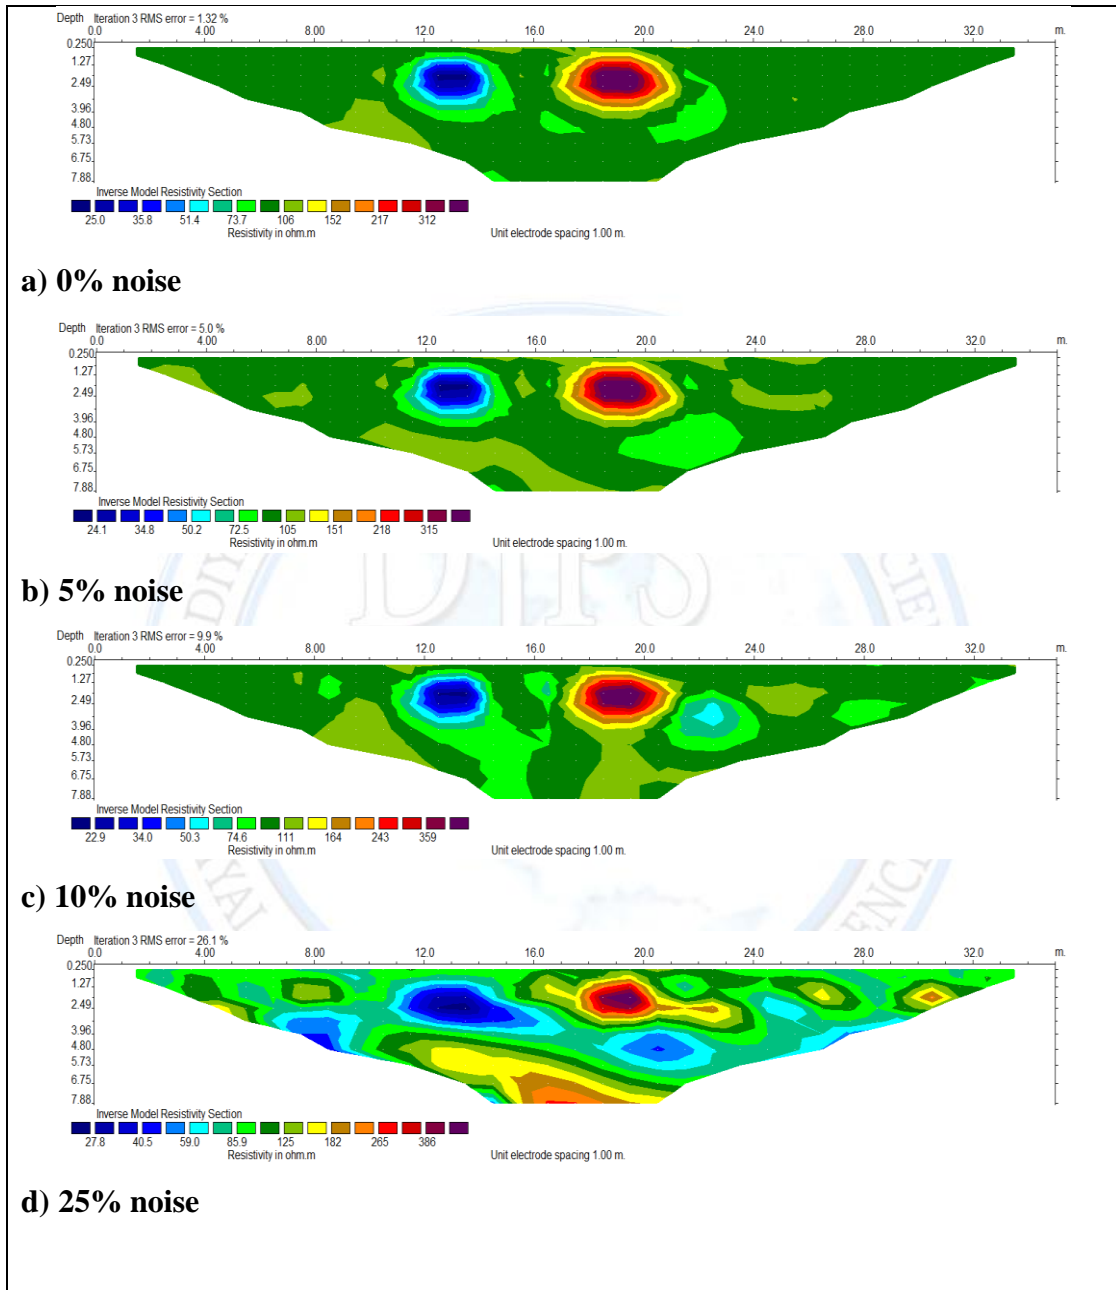 Depth Iteration 3 RMS error = 1.32 %
0.0 4.00 8.00 12.0 16.0 20.0 24.0 28.0 32.0 m.
0.250
1.27
2.49
3.96
4.80
5.73
6.75
7.88
Inverse Model Resistivity Section
25.0 35.8 51.4 73.7 106 152 217 312
Resistivity in ohm.m Unit electrode spacing 1.00 m.
a) 0% noise
Depth Iteration 3 RMS error = 5.0 %
0.0 4.00 8.00 12.0 16.0 20.0 24.0 28.0 32.0 m.
0.250
1.27
2.49
3.96
4.80
5.73
6.75
7.88
Inverse Model Resistivity Section
24.1 34.8 50.2 72.5 105 151 218 315
Resistivity in ohm.m Unit electrode spacing 1.00 m.
DIPS
b) 5% noise
Depth Iteration 3 RMS error = 9.9 %
0.0 4.00 8.00 12.0 16.0 20.0 24.0 28.0 32.0 m.
0.250
1.27
2.49
3.96
4.80
5.73
6.75
7.88
Inverse Model Resistivity Section
22.9 34.0 50.3 74.6 111 164 243 359
Resistivity in ohm.m Unit electrode spacing 1.00 m.
c) 10% noise
Depth Iteration 3 RMS error = 26.1 %
0.0 4.00 8.00 12.0 16.0 20.0 24.0 28.0 32.0 m.
0.250
1.27
2.49
3.96
4.80
5.73
6.75
7.88
Inverse Model Resistivity Section
27.8 40.5 59.0 85.9 125 182 265 386
Resistivity in ohm.m Unit electrode spacing 1.00 m.
d) 25% noise